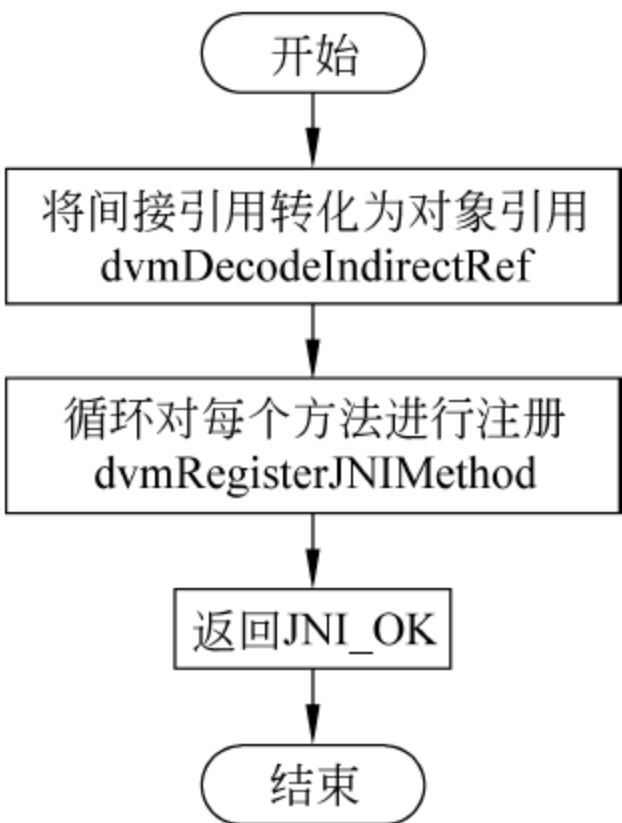 开始
将间接引用转化为对象引用
dvmDecodeIndirectRef
循环对每个方法进行注册
dvmRegisterJNIMethod
返回JNI_OK
结束